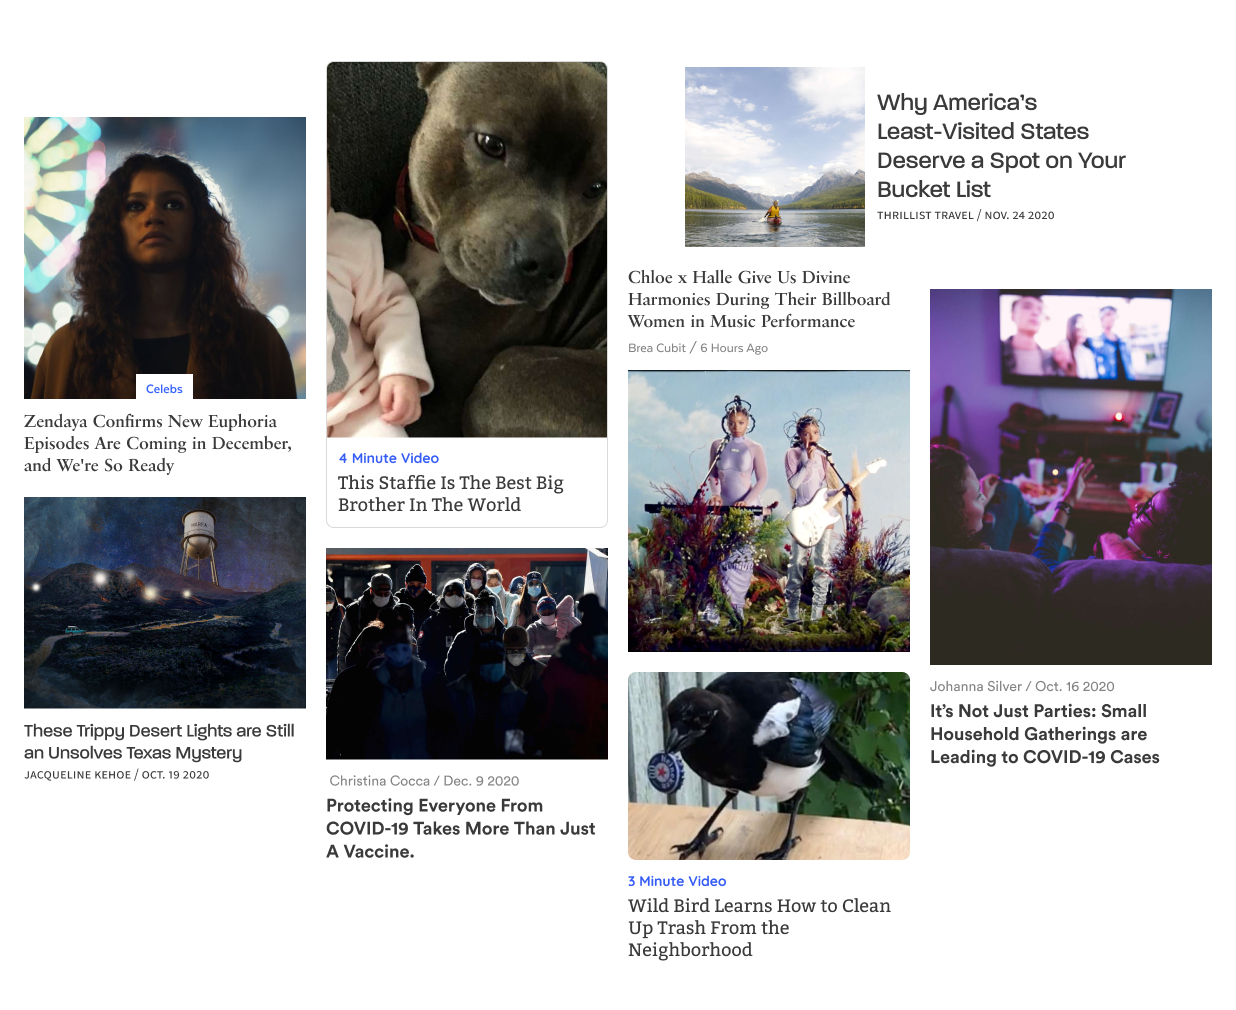 Celebs
Zendaya Confirms New Euphoria
Episodes Are Coming in December,
and We're So Ready
MARFA
These Trippy Desert Lights are Still
an Unsolves Texas Mystery
JACQUELINE KEHOE / OCT. 19 2020
4 Minute Video
This Staffie Is The Best Big
Brother In The World
Christina Cocca / Dec. 9 2020
Protecting Everyone From
COVID-19 Takes More Than Just
A Vaccine.
Why America's
Least-Visited States
Deserve a Spot on Your
Bucket List
THRILLIST TRAVEL / NOV. 24 2020
Chloe x Halle Give Us Divine
Harmonies During Their Billboard
Women in Music Performance
Brea Cubit / 6 Hours Ago
3 Minute Video
Wild Bird Learns How to Clean
Up Trash From the
Neighborhood
Johanna Silver / Oct. 16 2020
It's Not Just Parties: Small
Household Gatherings are
Leading to COVID-19 Cases